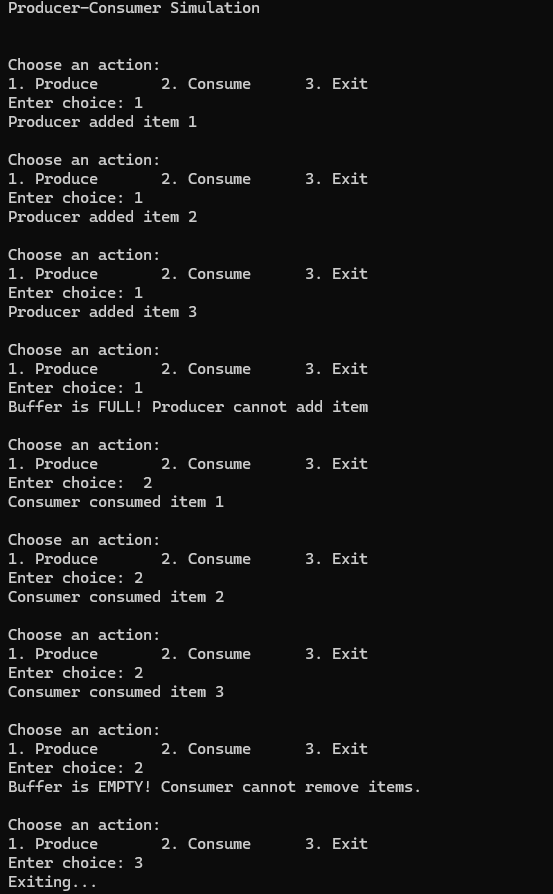 Producer-Consumer Simulation
Choose an action:
1. Produce 2. Consume 3. Exit
Enter choice: 1
Producer added item 1
Choose an action:
1. Produce 2. Consume 3. Exit
Enter choice: 1
Producer added item 2
Choose an action:
1. Produce 2. Consume 3. Exit
Enter choice: 1
Producer added item 3
Choose an action:
1. Produce 2. Consume 3. Exit
Enter choice: 1
Buffer is FULL! Producer cannot add item
Choose an action:
1. Produce 2. Consume 3. Exit
Enter choice:  2
Consumer consumed item 1
Choose an action:
1. Produce 2. Consume 3. Exit
Enter choice: 2
Consumer consumed item 2
Choose an action:
1. Produce 2. Consume 3. Exit
Enter choice: 2
Consumer consumed item 3
Choose an action:
1. Produce 2. Consume 3. Exit
Enter choice: 2
Buffer is EMPTY! Consumer cannot remove items.
Choose an action:
1. Produce 2. Consume 3. Exit
Enter choice: 3
Exiting...